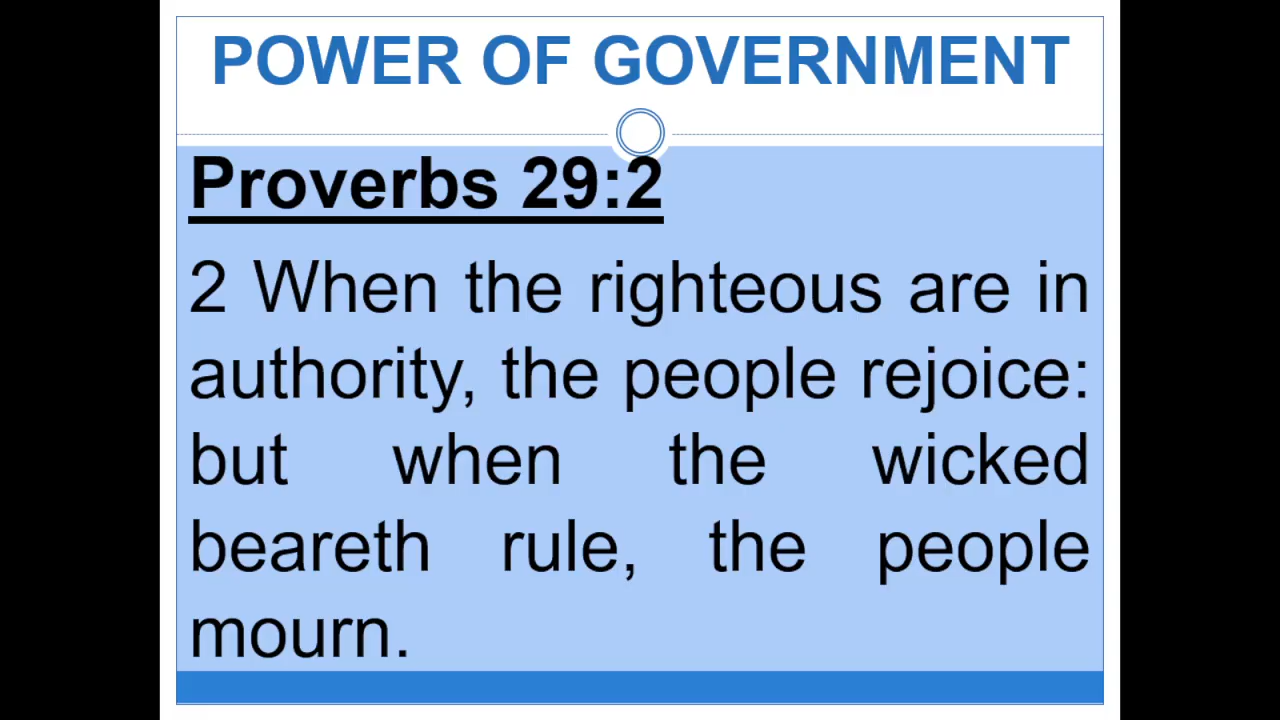 POWER OF GOVERNMENT
Proverbs 29:2
2 When the righteous are in
authority, the people rejoice:
but when the wicked
beareth rule, the people
mourn.